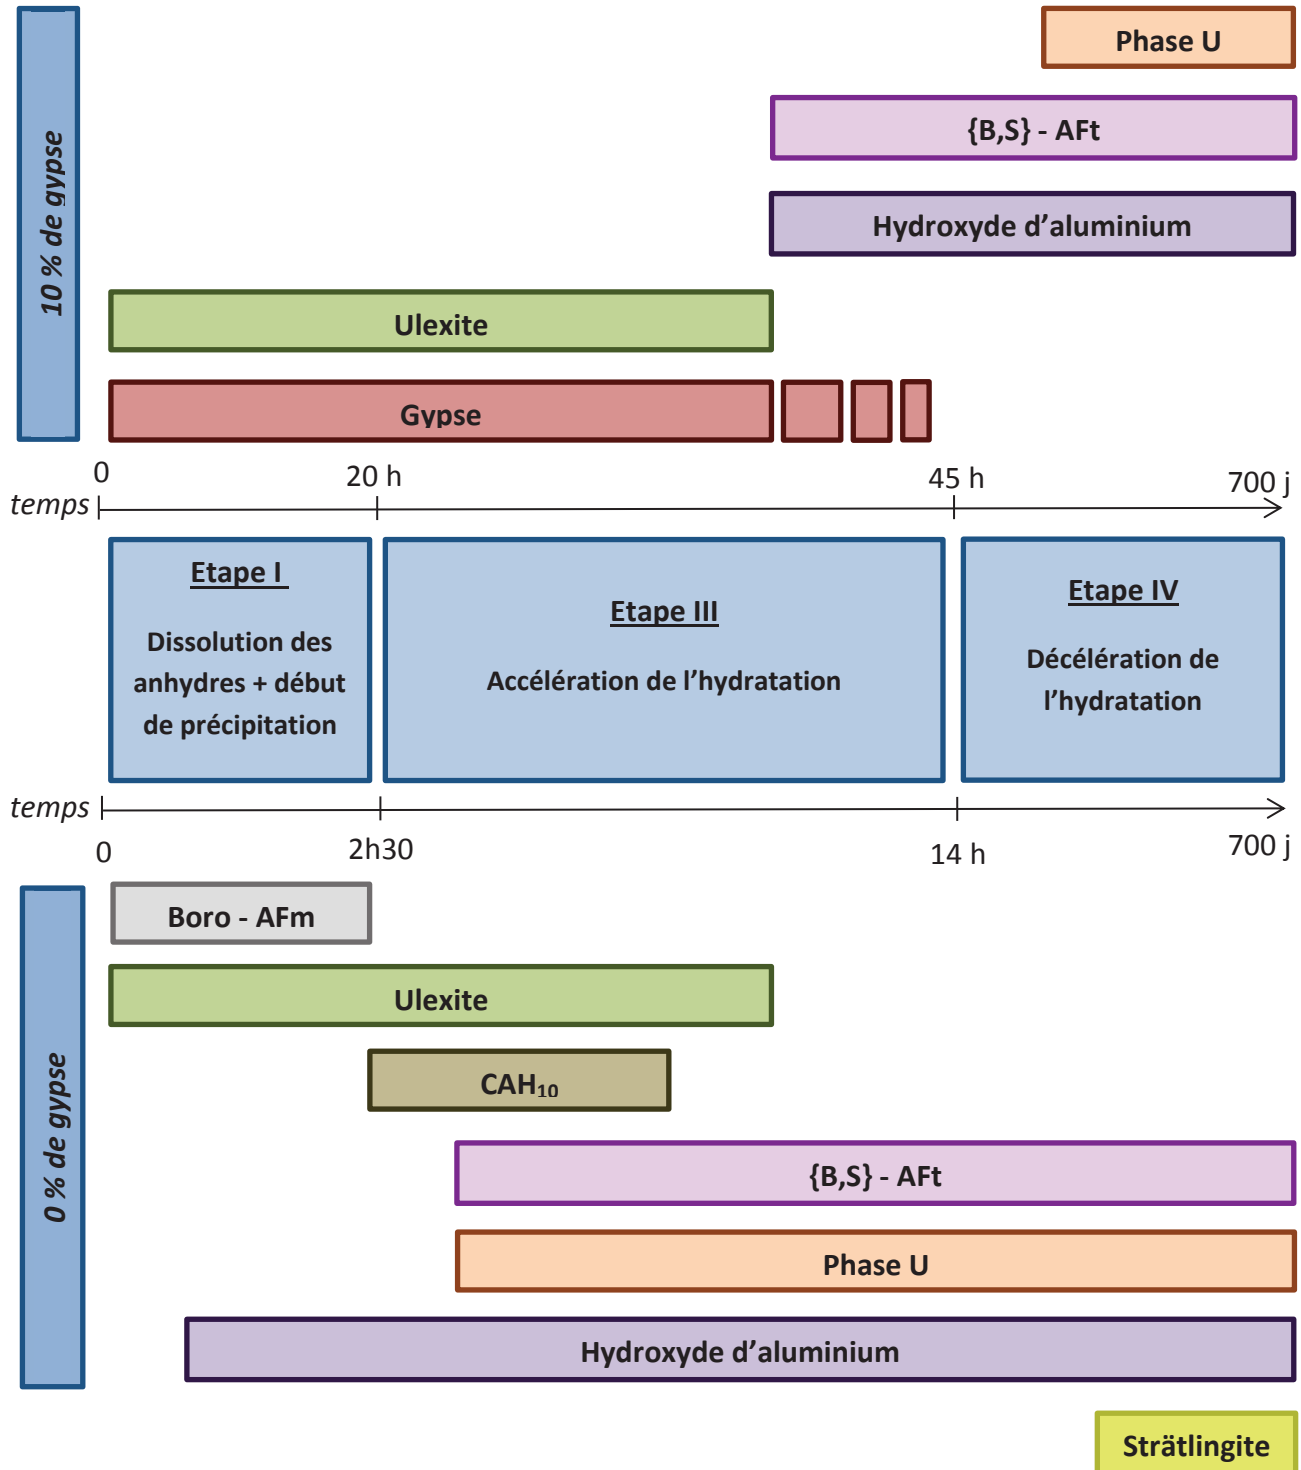 10 % de gypse
Phase U
{B,S} - AFt
Hydroxyde d’aluminium
Ulexite
Gypse
0
20 h
45 h
700 j
temps
Etape I
Dissolution des
anhydres + début
de précipitation
Etape III
Accélération de l’hydratation
Etape IV
Décélération de
l’hydratation
temps
0
2h30
14 h
700 j
0 % de gypse
Boro - AFm
Ulexite
CAH₁₀
{B,S} - AFt
Phase U
Hydroxyde d’aluminium
Strätlingite